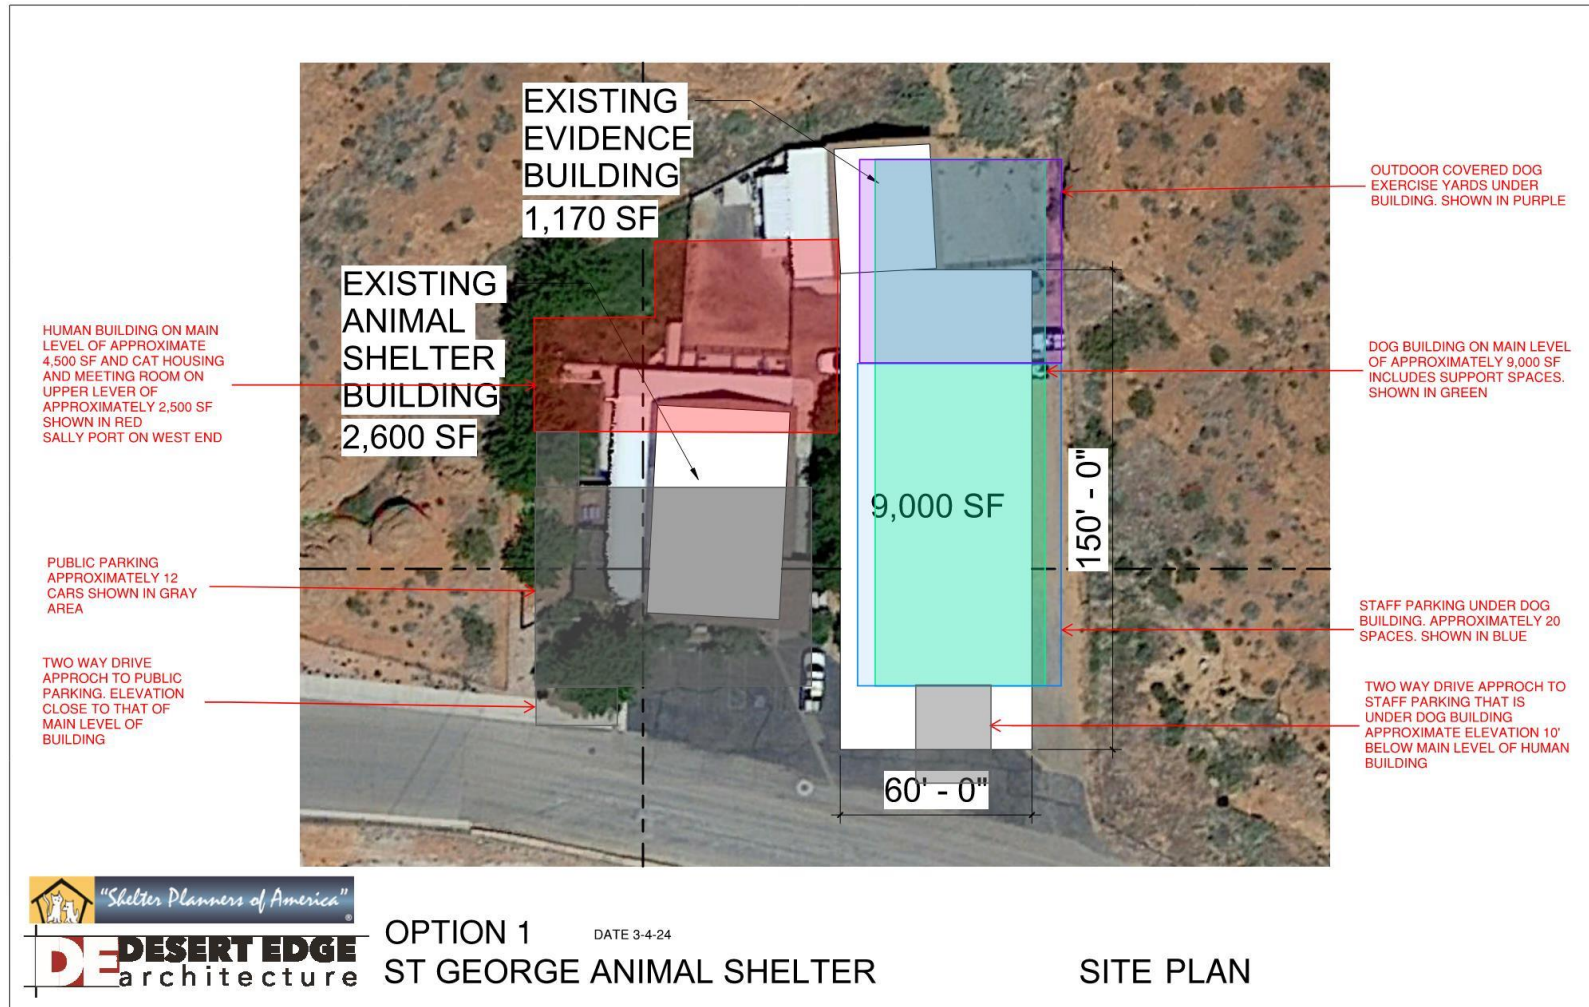 EXISTING
EVIDENCE
BUILDING
1,170 SF
EXISTING
ANIMAL
SHELTER
BUILDING
2,600 SF
HUMAN BUILDING ON MAIN
LEVEL OF APPROXIMATE
4,500 SF AND CAT HOUSING
AND MEETING ROOM ON
UPPER LEVER OF
APPROXIMATELY 2,500 SF
SHOWN IN RED
SALLY PORT ON WEST END
PUBLIC PARKING
APPROXIMATELY 12
CARS SHOWN IN GRAY
AREA
TWO WAY DRIVE
APPROCH TO PUBLIC
PARKING. ELEVATION
CLOSE TO THAT OF
MAIN LEVEL OF
BUILDING
OUTDOOR COVERED DOG
EXERCISE YARDS UNDER
BUILDING. SHOWN IN PURPLE
DOG BUILDING ON MAIN LEVEL
OF APPROXIMATELY 9,000 SF
INCLUDES SUPPORT SPACES.
SHOWN IN GREEN
9,000 SF
150' - 0"
60' - 0"
STAFF PARKING UNDER DOG
BUILDING. APPROXIMATELY 20
SPACES. SHOWN IN BLUE
TWO WAY DRIVE APPROCH TO
STAFF PARKING THAT IS
UNDER DOG BUILDING
APPROXIMATE ELEVATION 10'
BELOW MAIN LEVEL OF HUMAN
BUILDING
"Shelter Planners of America"®
DE DESERT EDGE
architecture
OPTION 1 DATE 3-4-24
ST GEORGE ANIMAL SHELTER SITE PLAN